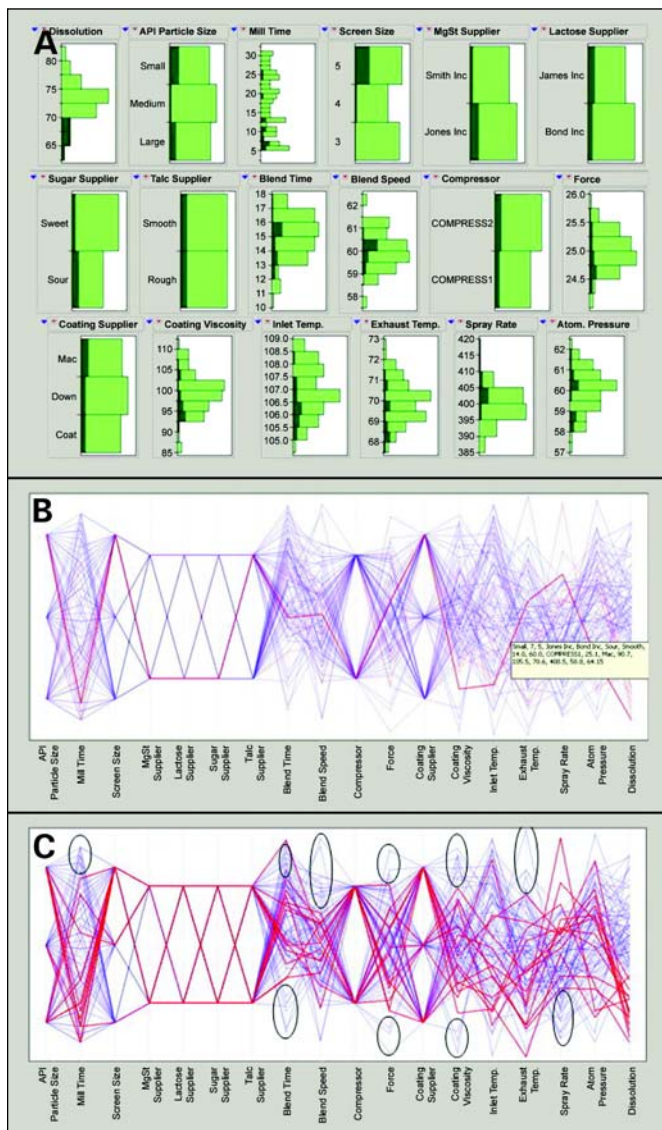 A
Dissolution
API Particle Size
Mill Time
Screen Size
MgSt Supplier
Lactose Supplier
80
75
70
65
Small
Medium
Large
30
25
20
15
10
5
5
4
3
Smith Inc
Jones Inc
James Inc
Bond Inc
Sugar Supplier
Talc Supplier
Blend Time
Blend Speed
Compressor
Force
Sweet
Sour
Smooth
Rough
18
17
16
15
14
13
12
11
10
62
61
60
59
58
COMPRESS2
COMPRESS1
26.0
25.5
25.0
24.5
Coating Supplier
Coating Viscosity
Inlet Temp.
Exhaust Temp.
Spray Rate
Atom. Pressure
Mac
Down
Coat
110
105
100
95
90
85
109.0
108.0
107.0
106.0
105.0
73
72
71
70
69
68
420
415
410
405
400
395
390
385
62
61
60
59
58
57
B
Small, 7, 5, Jones Inc, Bond Inc, Sour, Smooth,
14.0, 60.0, COMPRESS1, 25.1, Mac, 90.7,
105.5, 70.6, 408.5, 58.8, 64.15
API
Particle Size
Mill Time
Screen Size
MgSt
Supplier
Lactose
Supplier
Sugar
Supplier
Talc
Supplier
Blend Time
Blend Speed
Compressor
Force
Coating
Supplier
Coating
Viscosity
Inlet Temp.
Exhaust
Temp.
Spray Rate
Atom
Pressure
Dissolution
C
API
Particle Size
Mill Time
Screen Size
MgSt
Supplier
Lactose
Supplier
Sugar
Supplier
Talc
Supplier
Blend Time
Blend Speed
Compressor
Force
Coating
Supplier
Coating
Viscosity
Inlet Temp.
Exhaust
Temp.
Spray Rate
Atom
Pressure
Dissolution